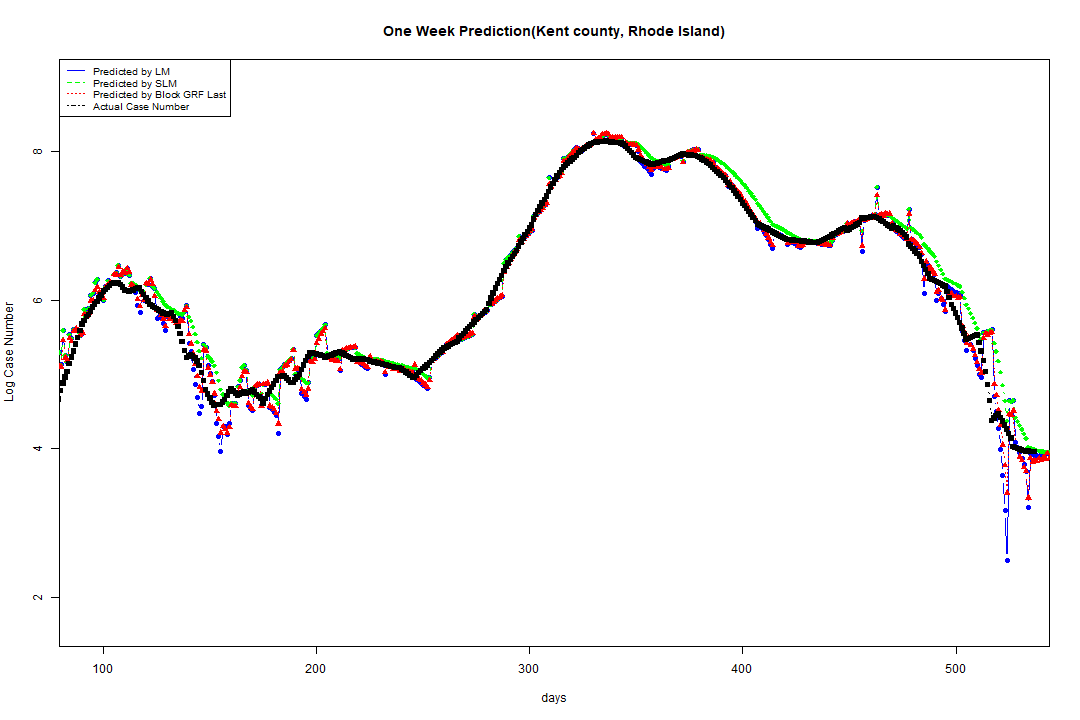 One Week Prediction(Kent county, Rhode Island)
Predicted by LM
Predicted by SLM
Predicted by Block GRF Last
Actual Case Number
Log Case Number
8
6
4
2
100 200 300 400 500
days